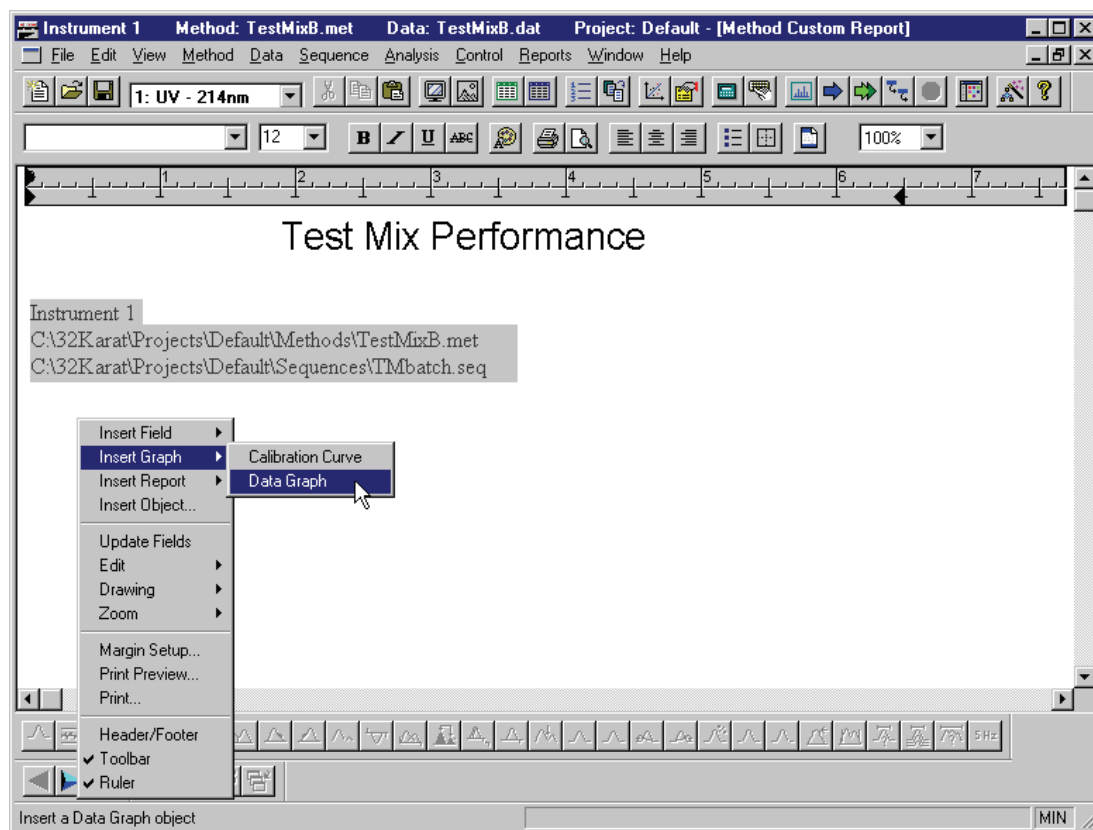 Instrument 1 Method: TestMixB.met Data: TestMixB.dat Project: Default - [Method Custom Report]
File Edit View Method Data Sequence Analysis Control Reports Window Help
1: UV - 214nm
12 B I U ABC 100%
1 2 3 4 5 6 7
Test Mix Performance
Instrument 1
C:\32Karat\Projects\Default\Methods\TestMixB.met
C:\32Karat\Projects\Default\Sequences\TMbatch.seq
Insert Field
Insert Graph
Insert Report
Insert Object...
Update Fields
Edit
Drawing
Zoom
Margin Setup...
Print Preview...
Print...
Header/Footer
Toolbar
Ruler
Calibration Curve
Data Graph
5Hz
Insert a Data Graph object
MIN